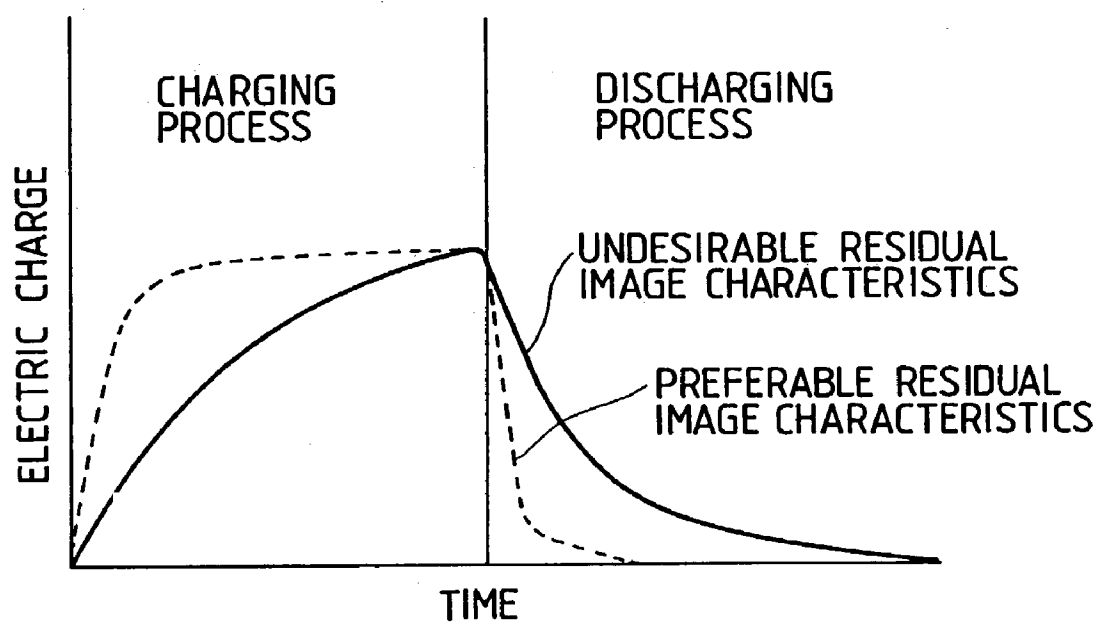 CHARGING
PROCESS
DISCHARGING
PROCESS
ELECTRIC CHARGE
UNDESIRABLE RESIDUAL
IMAGE CHARACTERISTICS
PREFERABLE RESIDUAL
IMAGE CHARACTERISTICS
TIME